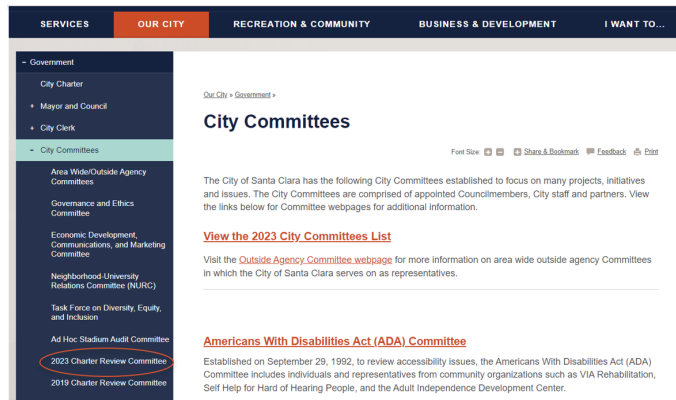 SERVICES OUR CITY RECREATION & COMMUNITY BUSINESS & DEVELOPMENT I WANT TO...
− Government
City Charter
+ Mayor and Council
+ City Clerk
− City Committees
Area Wide/Outside Agency
Committees
Governance and Ethics
Committee
Economic Development,
Communications, and Marketing
Committee
Neighborhood-University
Relations Committee (NURC)
Task Force on Diversity, Equity,
and Inclusion
Ad Hoc Stadium Audit Committee
2023 Charter Review Committee
2019 Charter Review Committee
Our City » Government »
City Committees
Font Size: + − + Share & Bookmark Feedback Print
The City of Santa Clara has the following City Committees established to focus on many projects, initiatives
and issues. The City Committees are comprised of appointed Councilmembers, City staff and partners. View
the links below for Committee webpages for additional information.
View the 2023 City Committees List
Visit the Outside Agency Committee webpage for more information on area wide outside agency Committees
in which the City of Santa Clara serves on as representatives.
Americans With Disabilities Act (ADA) Committee
Established on September 29, 1992, to review accessibility issues, the Americans With Disabilities Act (ADA)
Committee includes individuals and representatives from community organizations such as VIA Rehabilitation,
Self Help for Hard of Hearing People, and the Adult Independence Development Center.